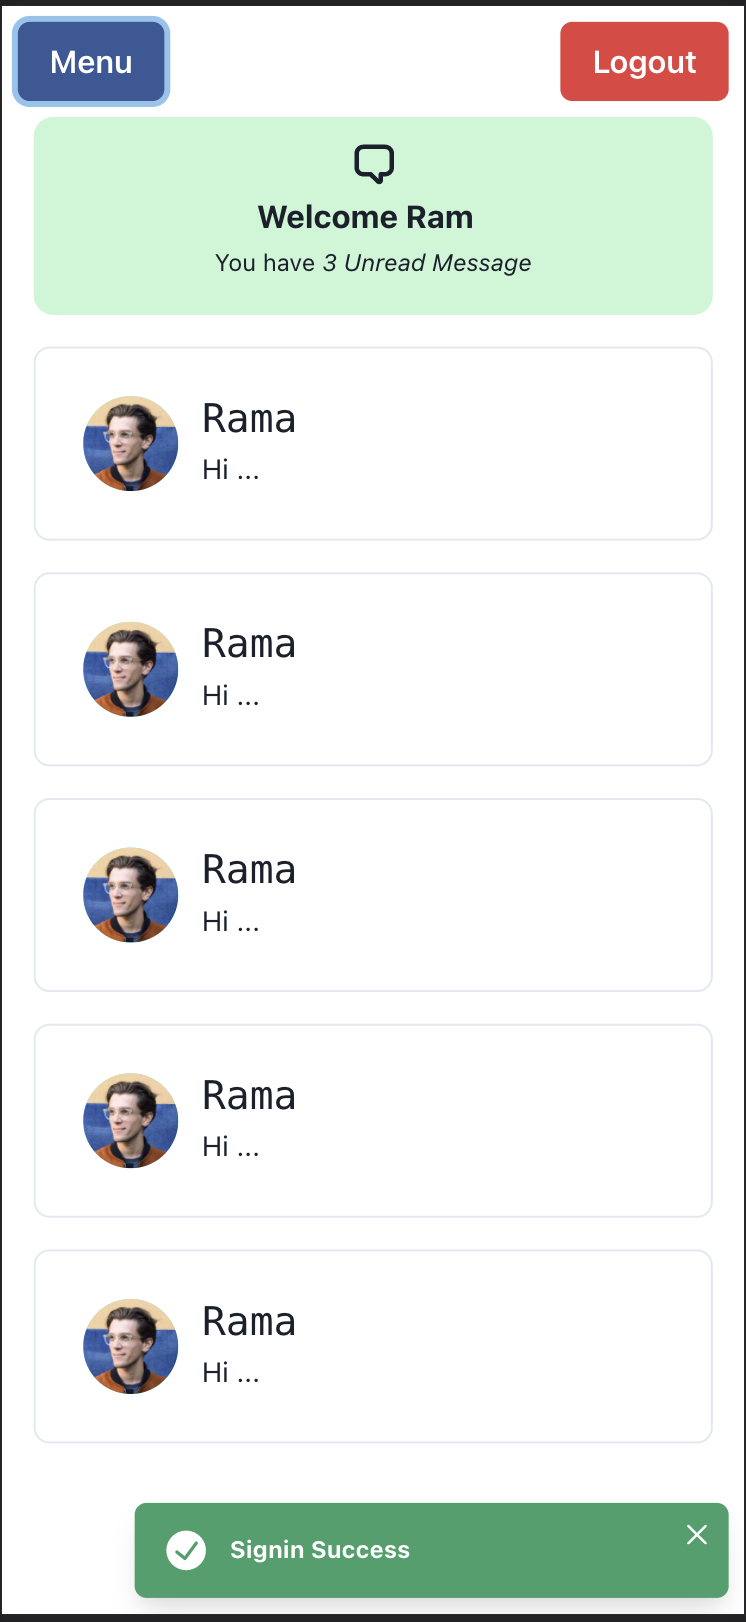 Menu
Logout
Welcome Ram
You have 3 Unread Message
Rama
Hi ...
Rama
Hi ...
Rama
Hi ...
Rama
Hi ...
Rama
Hi ...
Signin Success